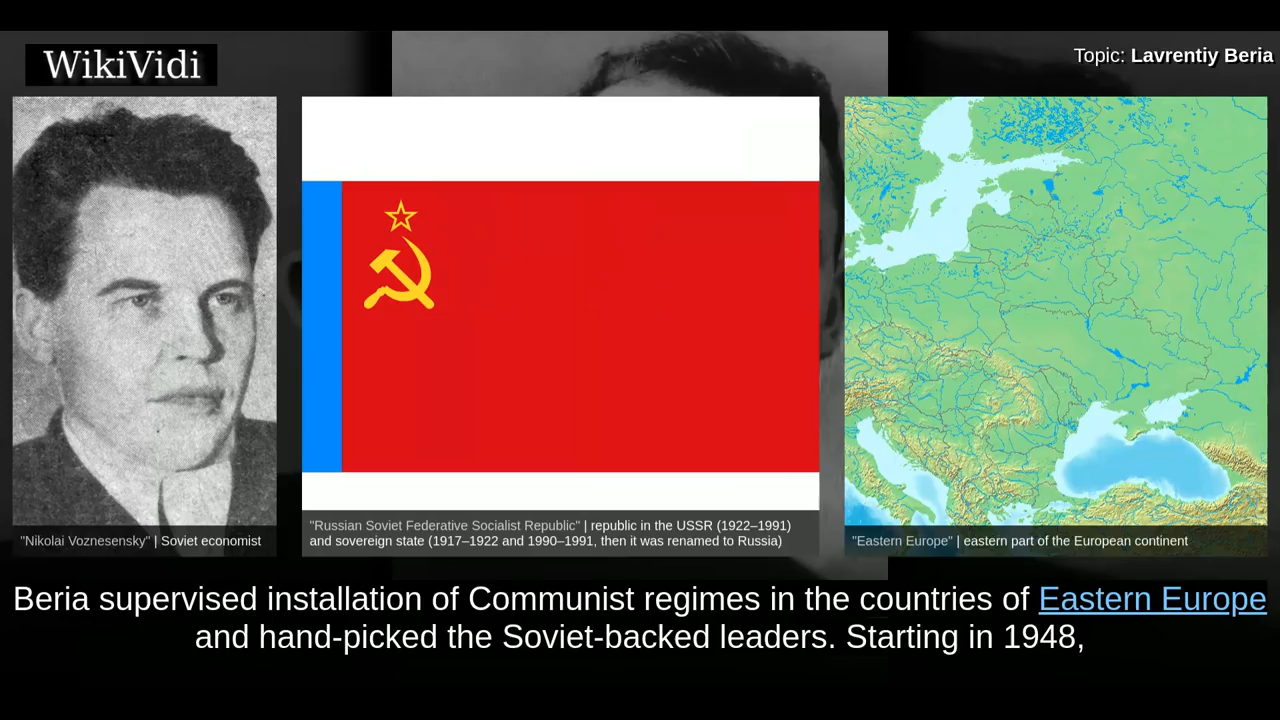 WikiVidi
Topic: Lavrentiy Beria
"Nikolai Voznesensky" | Soviet economist
"Russian Soviet Federative Socialist Republic" | republic in the USSR (1922–1991)
and sovereign state (1917–1922 and 1990–1991, then it was renamed to Russia)
"Eastern Europe" | eastern part of the European continent
Beria supervised installation of Communist regimes in the countries of Eastern Europe
and hand-picked the Soviet-backed leaders. Starting in 1948,